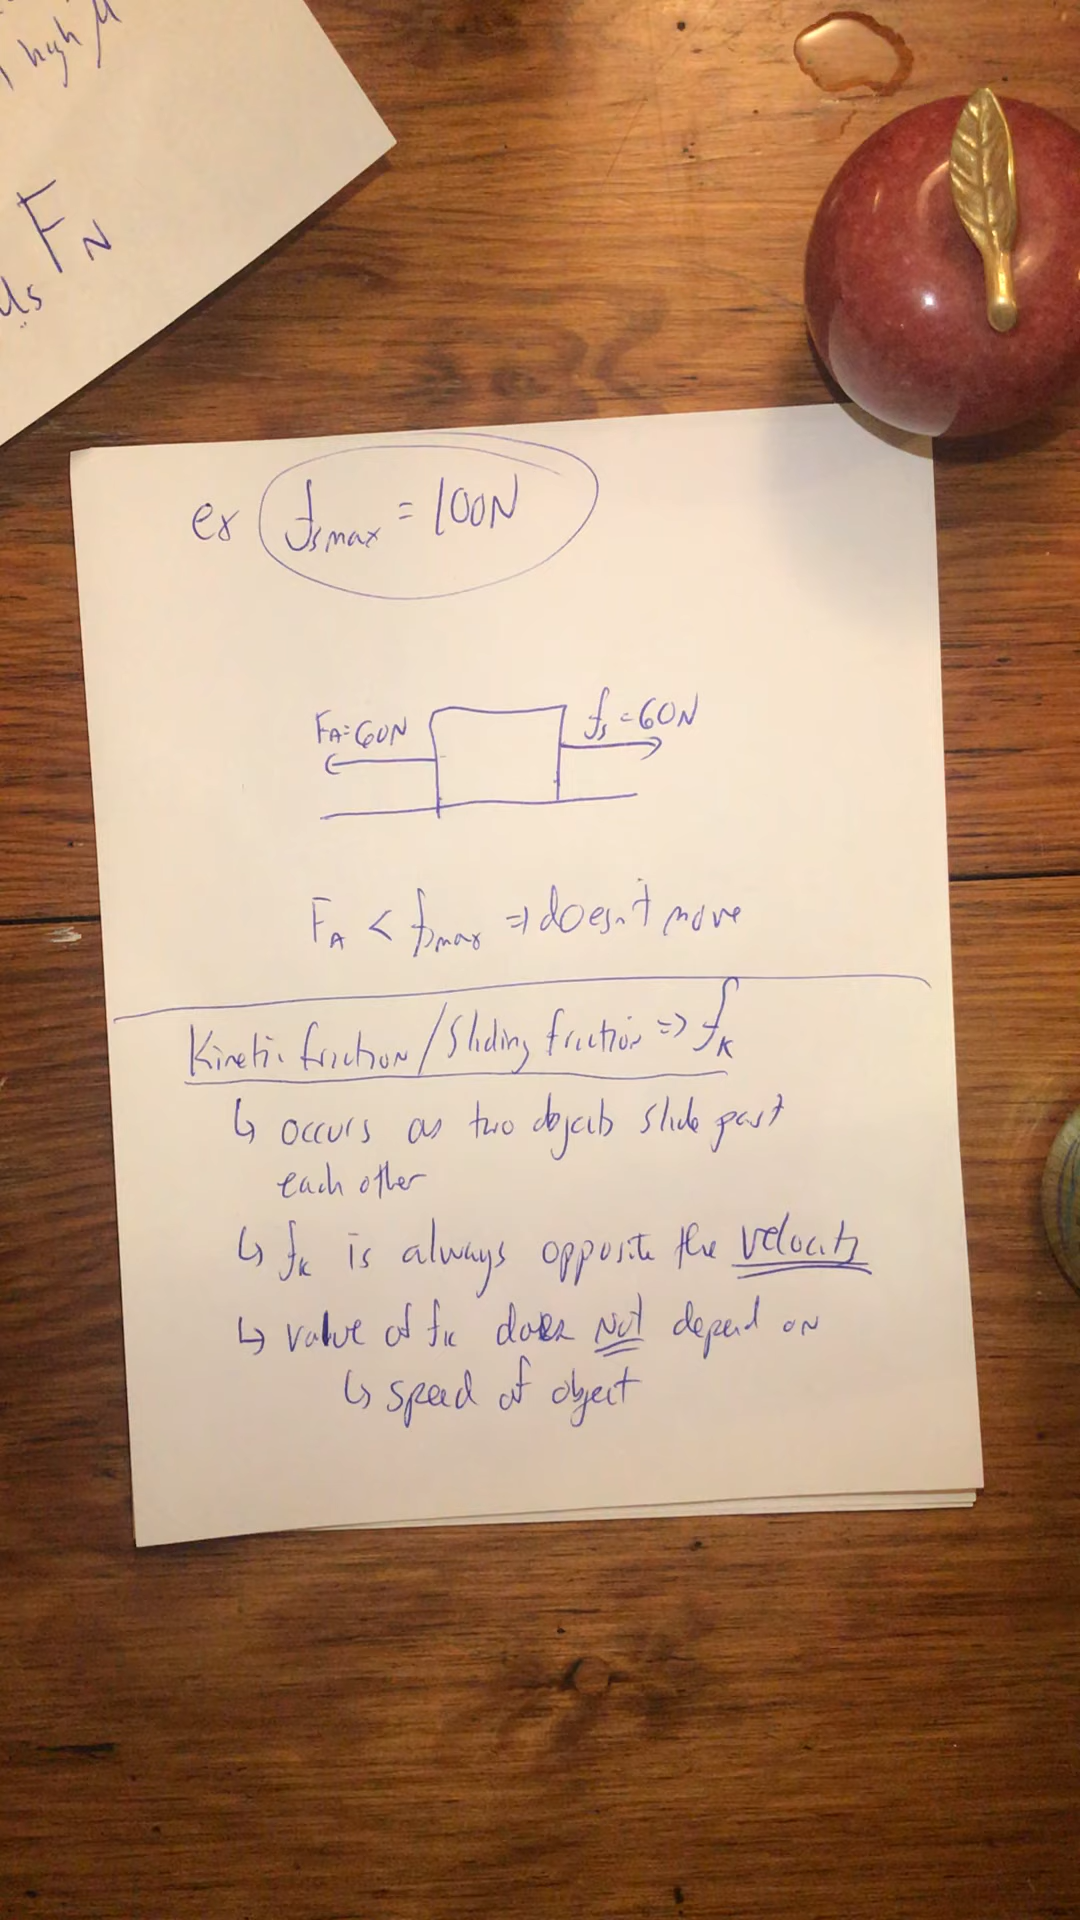 high μ
F_N
μs
ex f_smax = 100N
F_A = 60N
f_s = 60N
F_A < f_smax ⇒ doesn't move
Kinetic friction / Sliding friction => f_K
↳ occurs as two objects slide past
each other
↳ f_K is always opposite the velocity
↳ value of f_K does NOT depend on
↳ speed of object